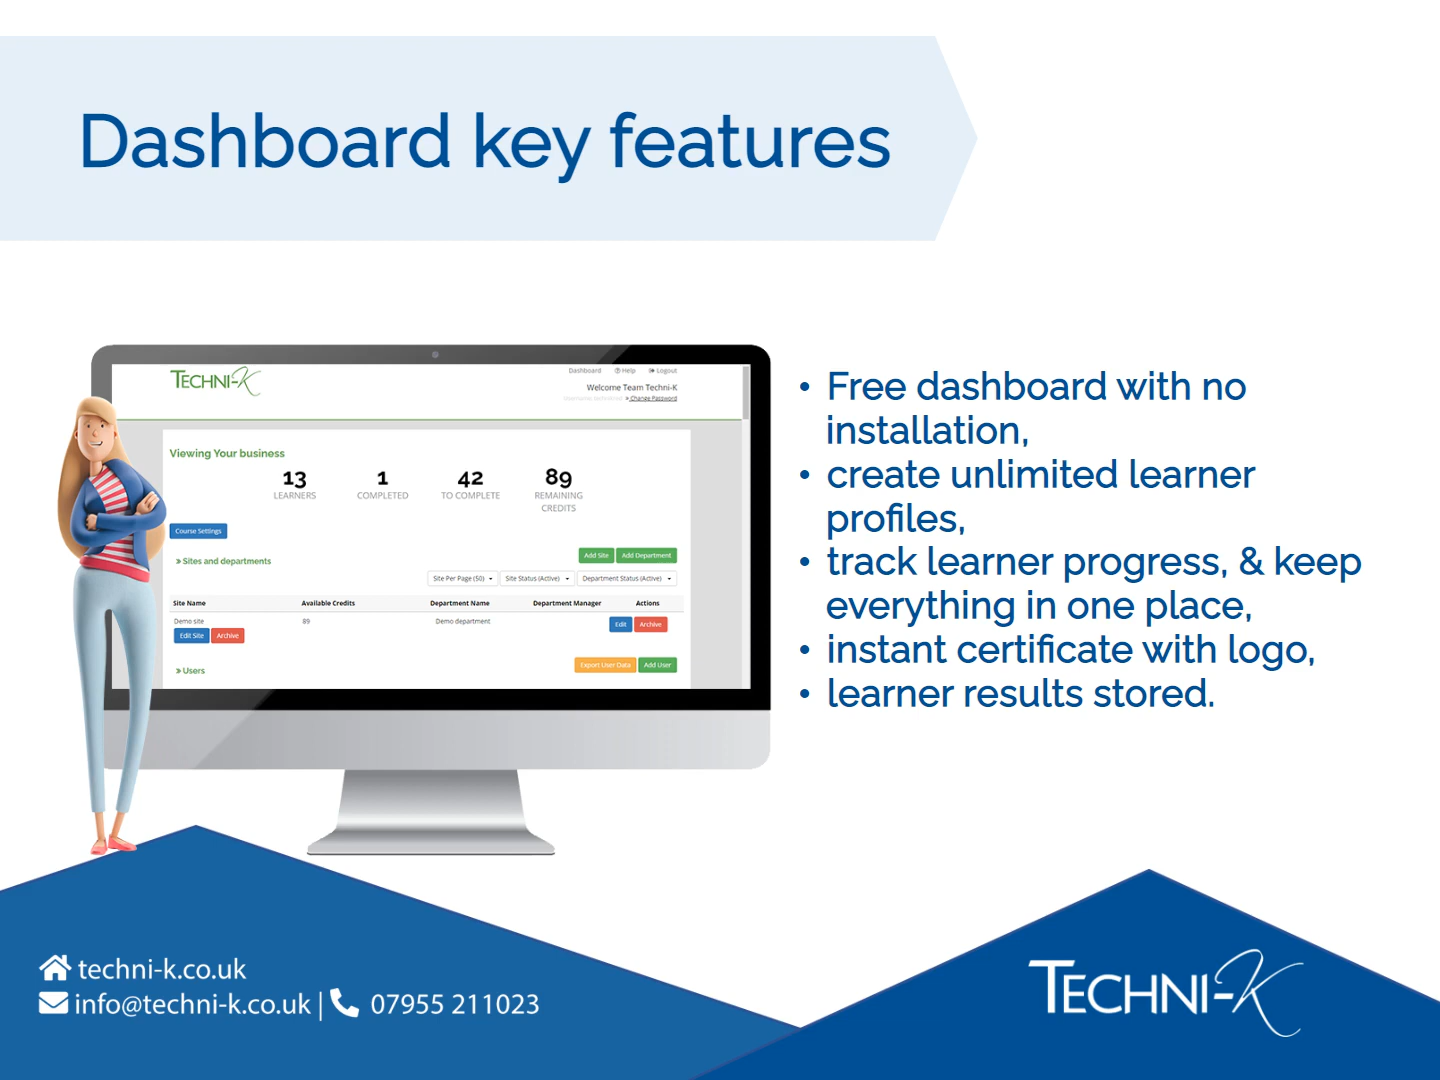 Dashboard key features
TECHNI-K
Dashboard Help Logout
Welcome Team Techni-K
» Change Password
Viewing Your business
13 1 42 89
LEARNERS COMPLETED TO COMPLETE REMAINING
CREDITS
Course Settings
Add Site Add Department
» Sites and departments
Site Per Page (50) Site Status (Active) Department Status (Active)
Site Name Available Credits Department Name Department Manager Actions
Demo site 89 Demo department Edit Archive
Edit Site Archive
Export User Data Add User
» Users
• Free dashboard with no
installation,
• create unlimited learner
profiles,
• track learner progress, & keep
everything in one place,
• instant certificate with logo,
• learner results stored.
techni-k.co.uk
info@techni-k.co.uk | 07955 211023
TECHNI-K